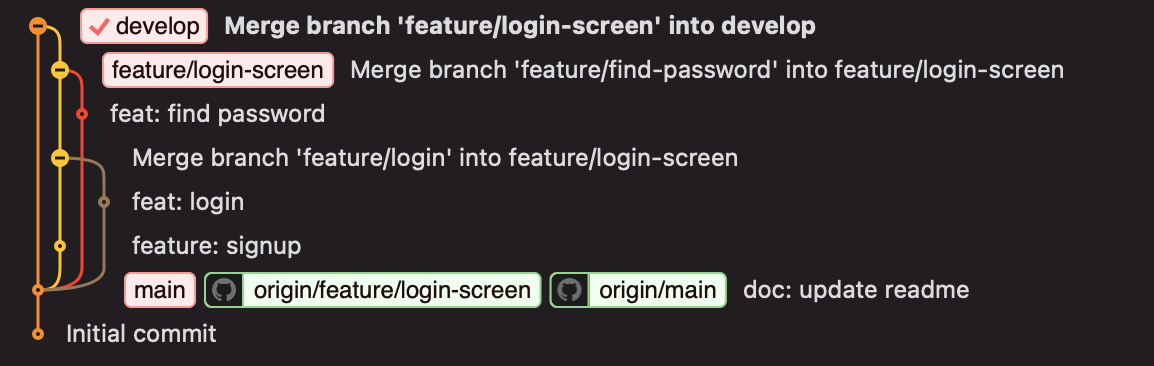 develop Merge branch 'feature/login-screen' into develop
feature/login-screen Merge branch 'feature/find-password' into feature/login-screen
feat: find password
Merge branch 'feature/login' into feature/login-screen
feat: login
feature: signup
main origin/feature/login-screen origin/main doc: update readme
Initial commit